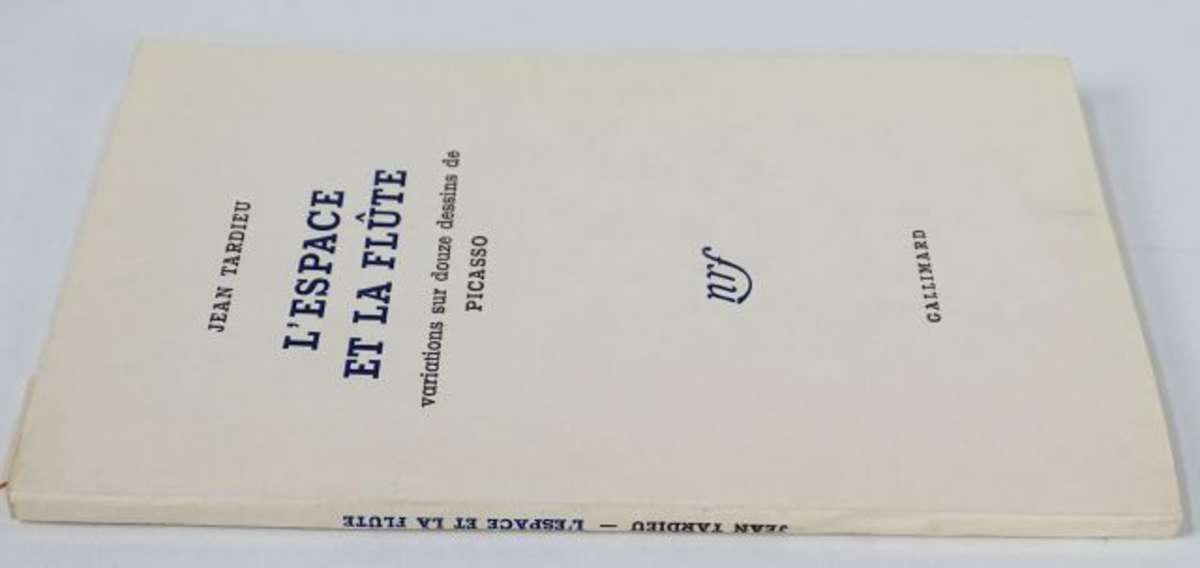 JEAN TARDIEU
L'ESPACE
ET LA FLÛTE
variations sur douze dessins de
PICASSO
nrf
GALLIMARD
JEAN TARDIEU — L'ESPACE ET LA FLUTE